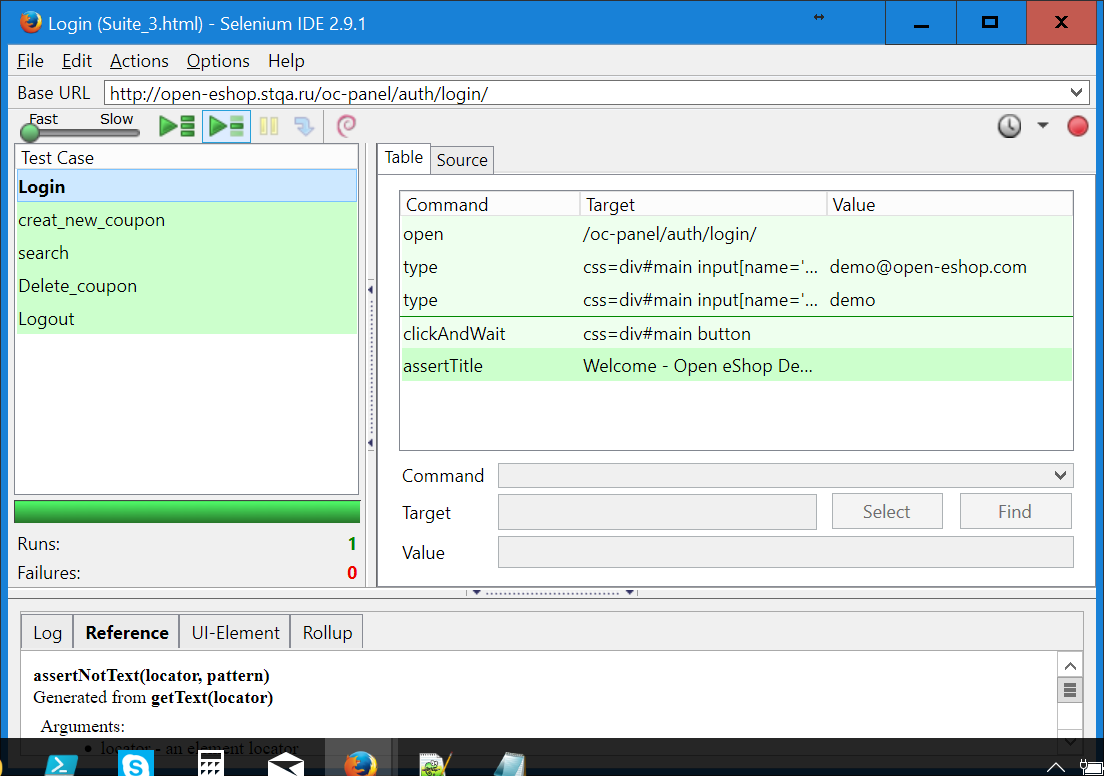 Login (Suite_3.html) - Selenium IDE 2.9.1
File Edit Actions Options Help
Base URL http://open-eshop.stqa.ru/oc-panel/auth/login/
Fast Slow
Test Case
Login
creat_new_coupon
search
Delete_coupon
Logout
Runs: 1
Failures: 0
Table Source
Command Target Value
open /oc-panel/auth/login/
type css=div#main input[name='... demo@open-eshop.com
type css=div#main input[name='... demo
clickAndWait css=div#main button
assertTitle Welcome - Open eShop De...
Command
Target Select Find
Value
Log Reference UI-Element Rollup
assertNotText(locator, pattern)
Generated from getText(locator)
Arguments:
• locator - an element locator